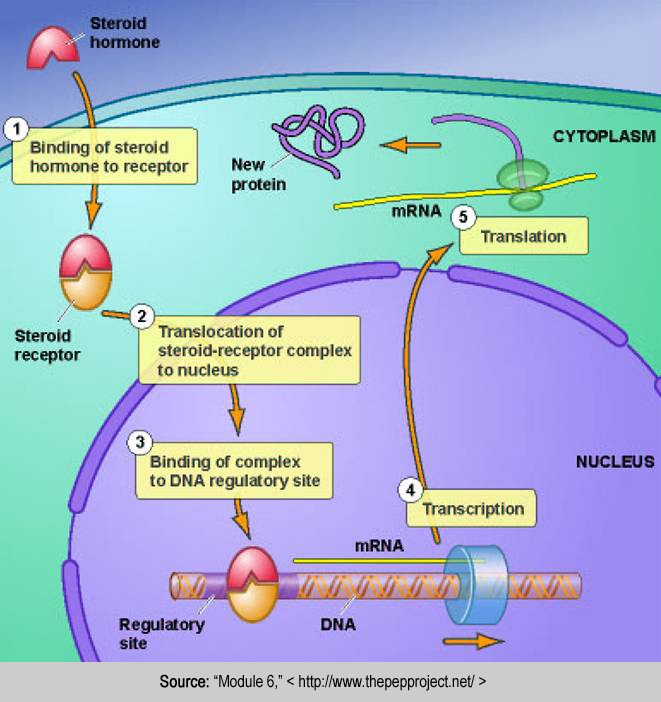 Steroid
hormone
1
Binding of steroid
hormone to receptor
New
protein
CYTOPLASM
mRNA
5
Translation
Steroid
receptor
2
Translocation of
steroid-receptor complex
to nucleus
3
Binding of complex
to DNA regulatory site
NUCLEUS
4
Transcription
mRNA
Regulatory
site
DNA
Source: “Module 6,” < http://www.thepepproject.net/ >